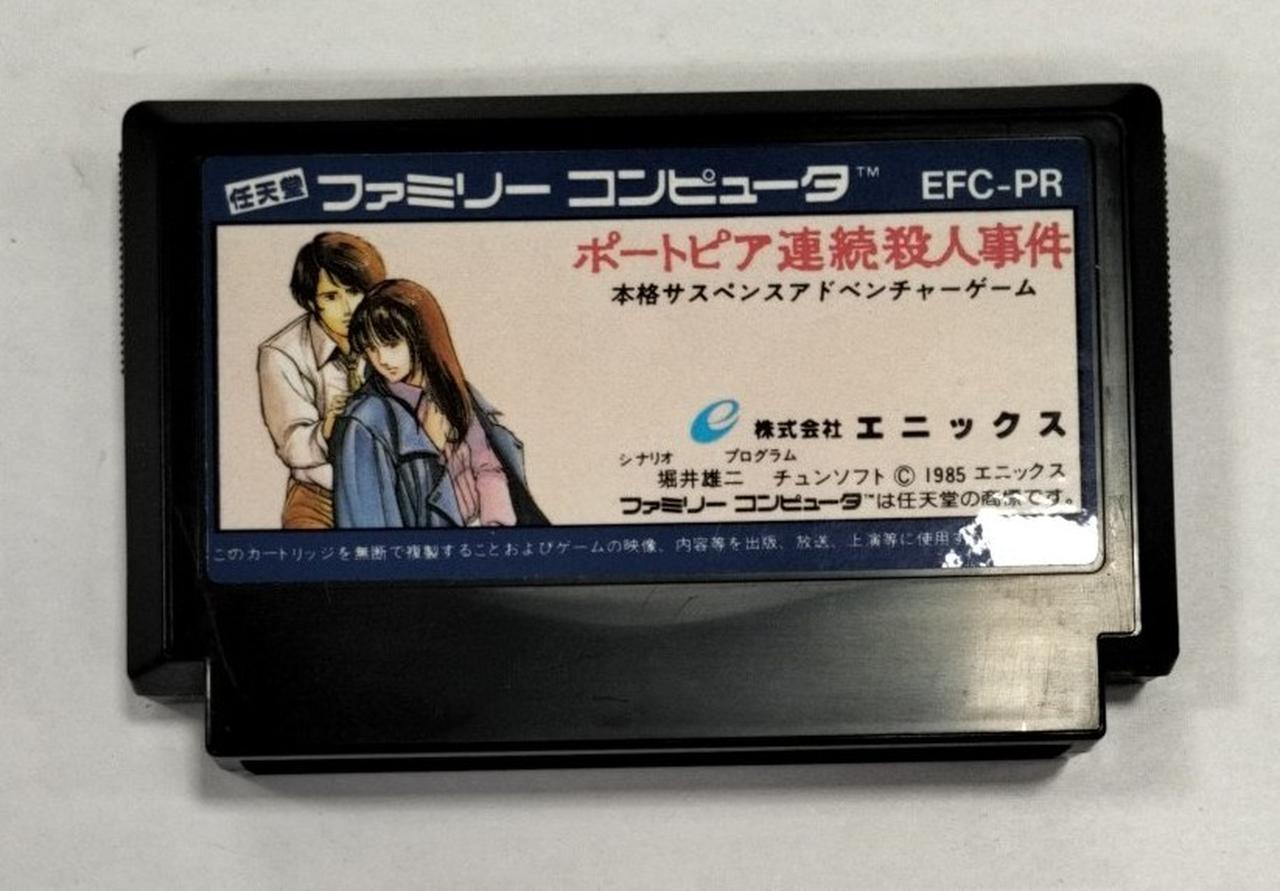 任天堂 ファミリー コンピュータ™ EFC-PR
ポートピア連続殺人事件
本格サスペンスアドベンチャーゲーム
e 株式会社 エニックス
シナリオ プログラム
堀井雄二 チュンソフト © 1985 エニックス
ファミリー コンピュータ™は任天堂の商標です。
このカートリッジを無断で複製することおよびゲームの映像、内容等を出版、放送、上演等に使用す